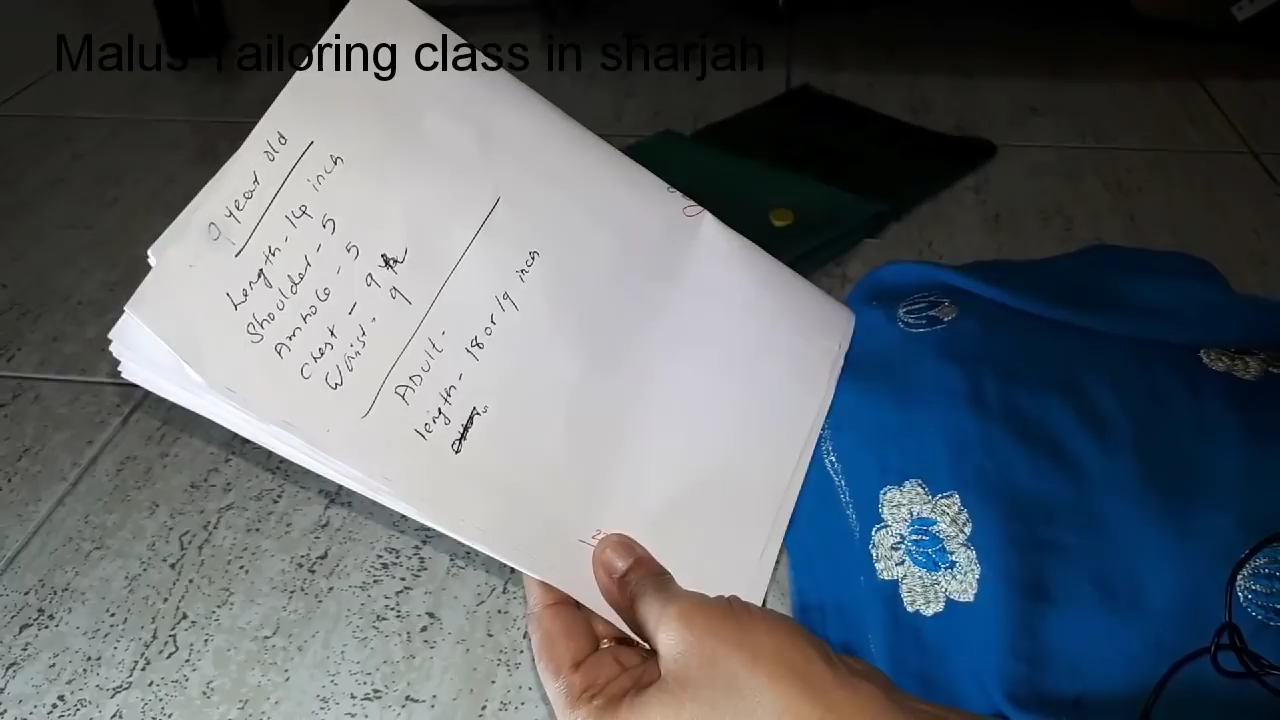 Malus Tailoring class in sharjah
9 year old
Length - 14 inch
Shoulder - 5
Amhole - 5
Chest - 9
Waist - 9
ADULT -
length - 18 or 19 inch